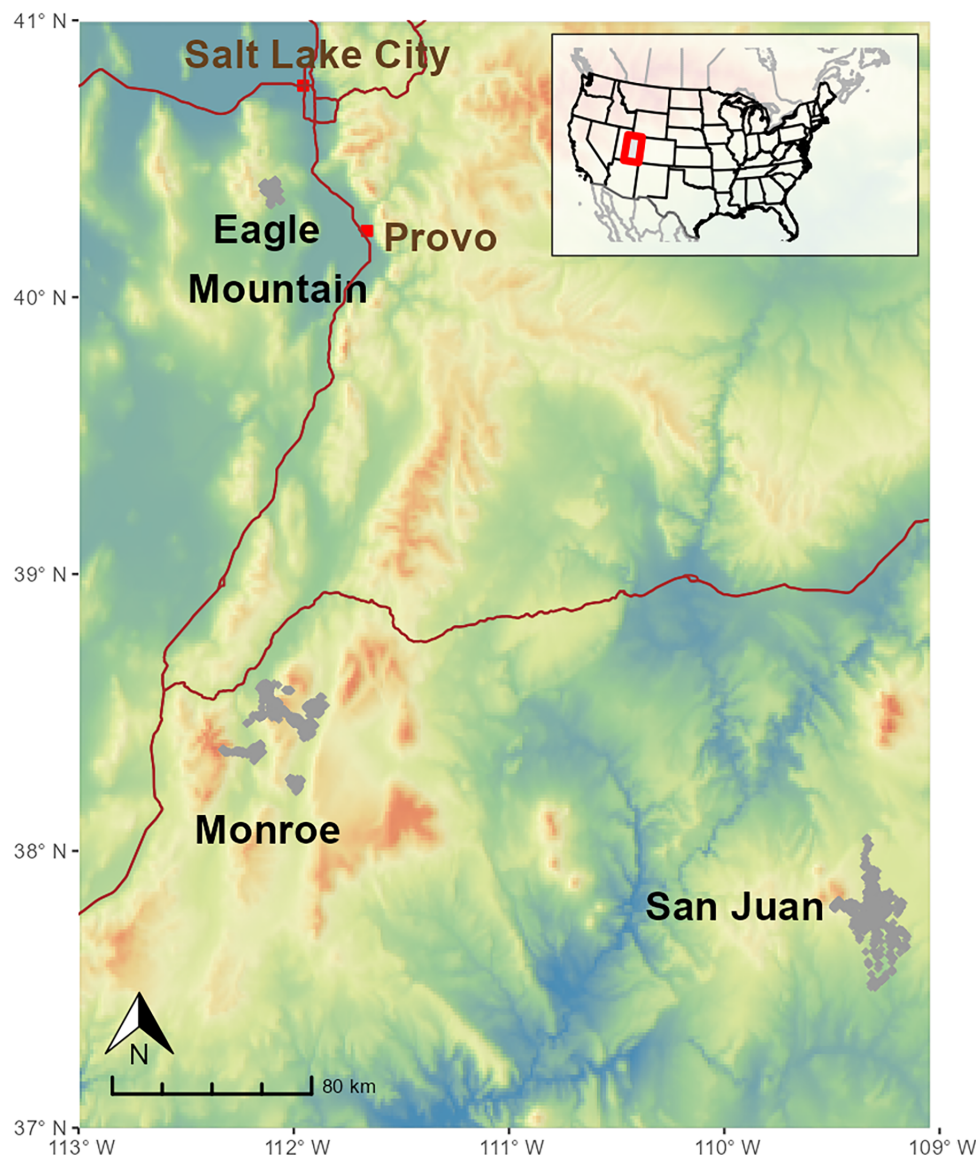 41° N
Salt Lake City
Eagle
Mountain
Provo
40° N
39° N
Monroe
38° N
San Juan
N
80 km
37° N
113° W
112° W
111° W
110° W
109° W